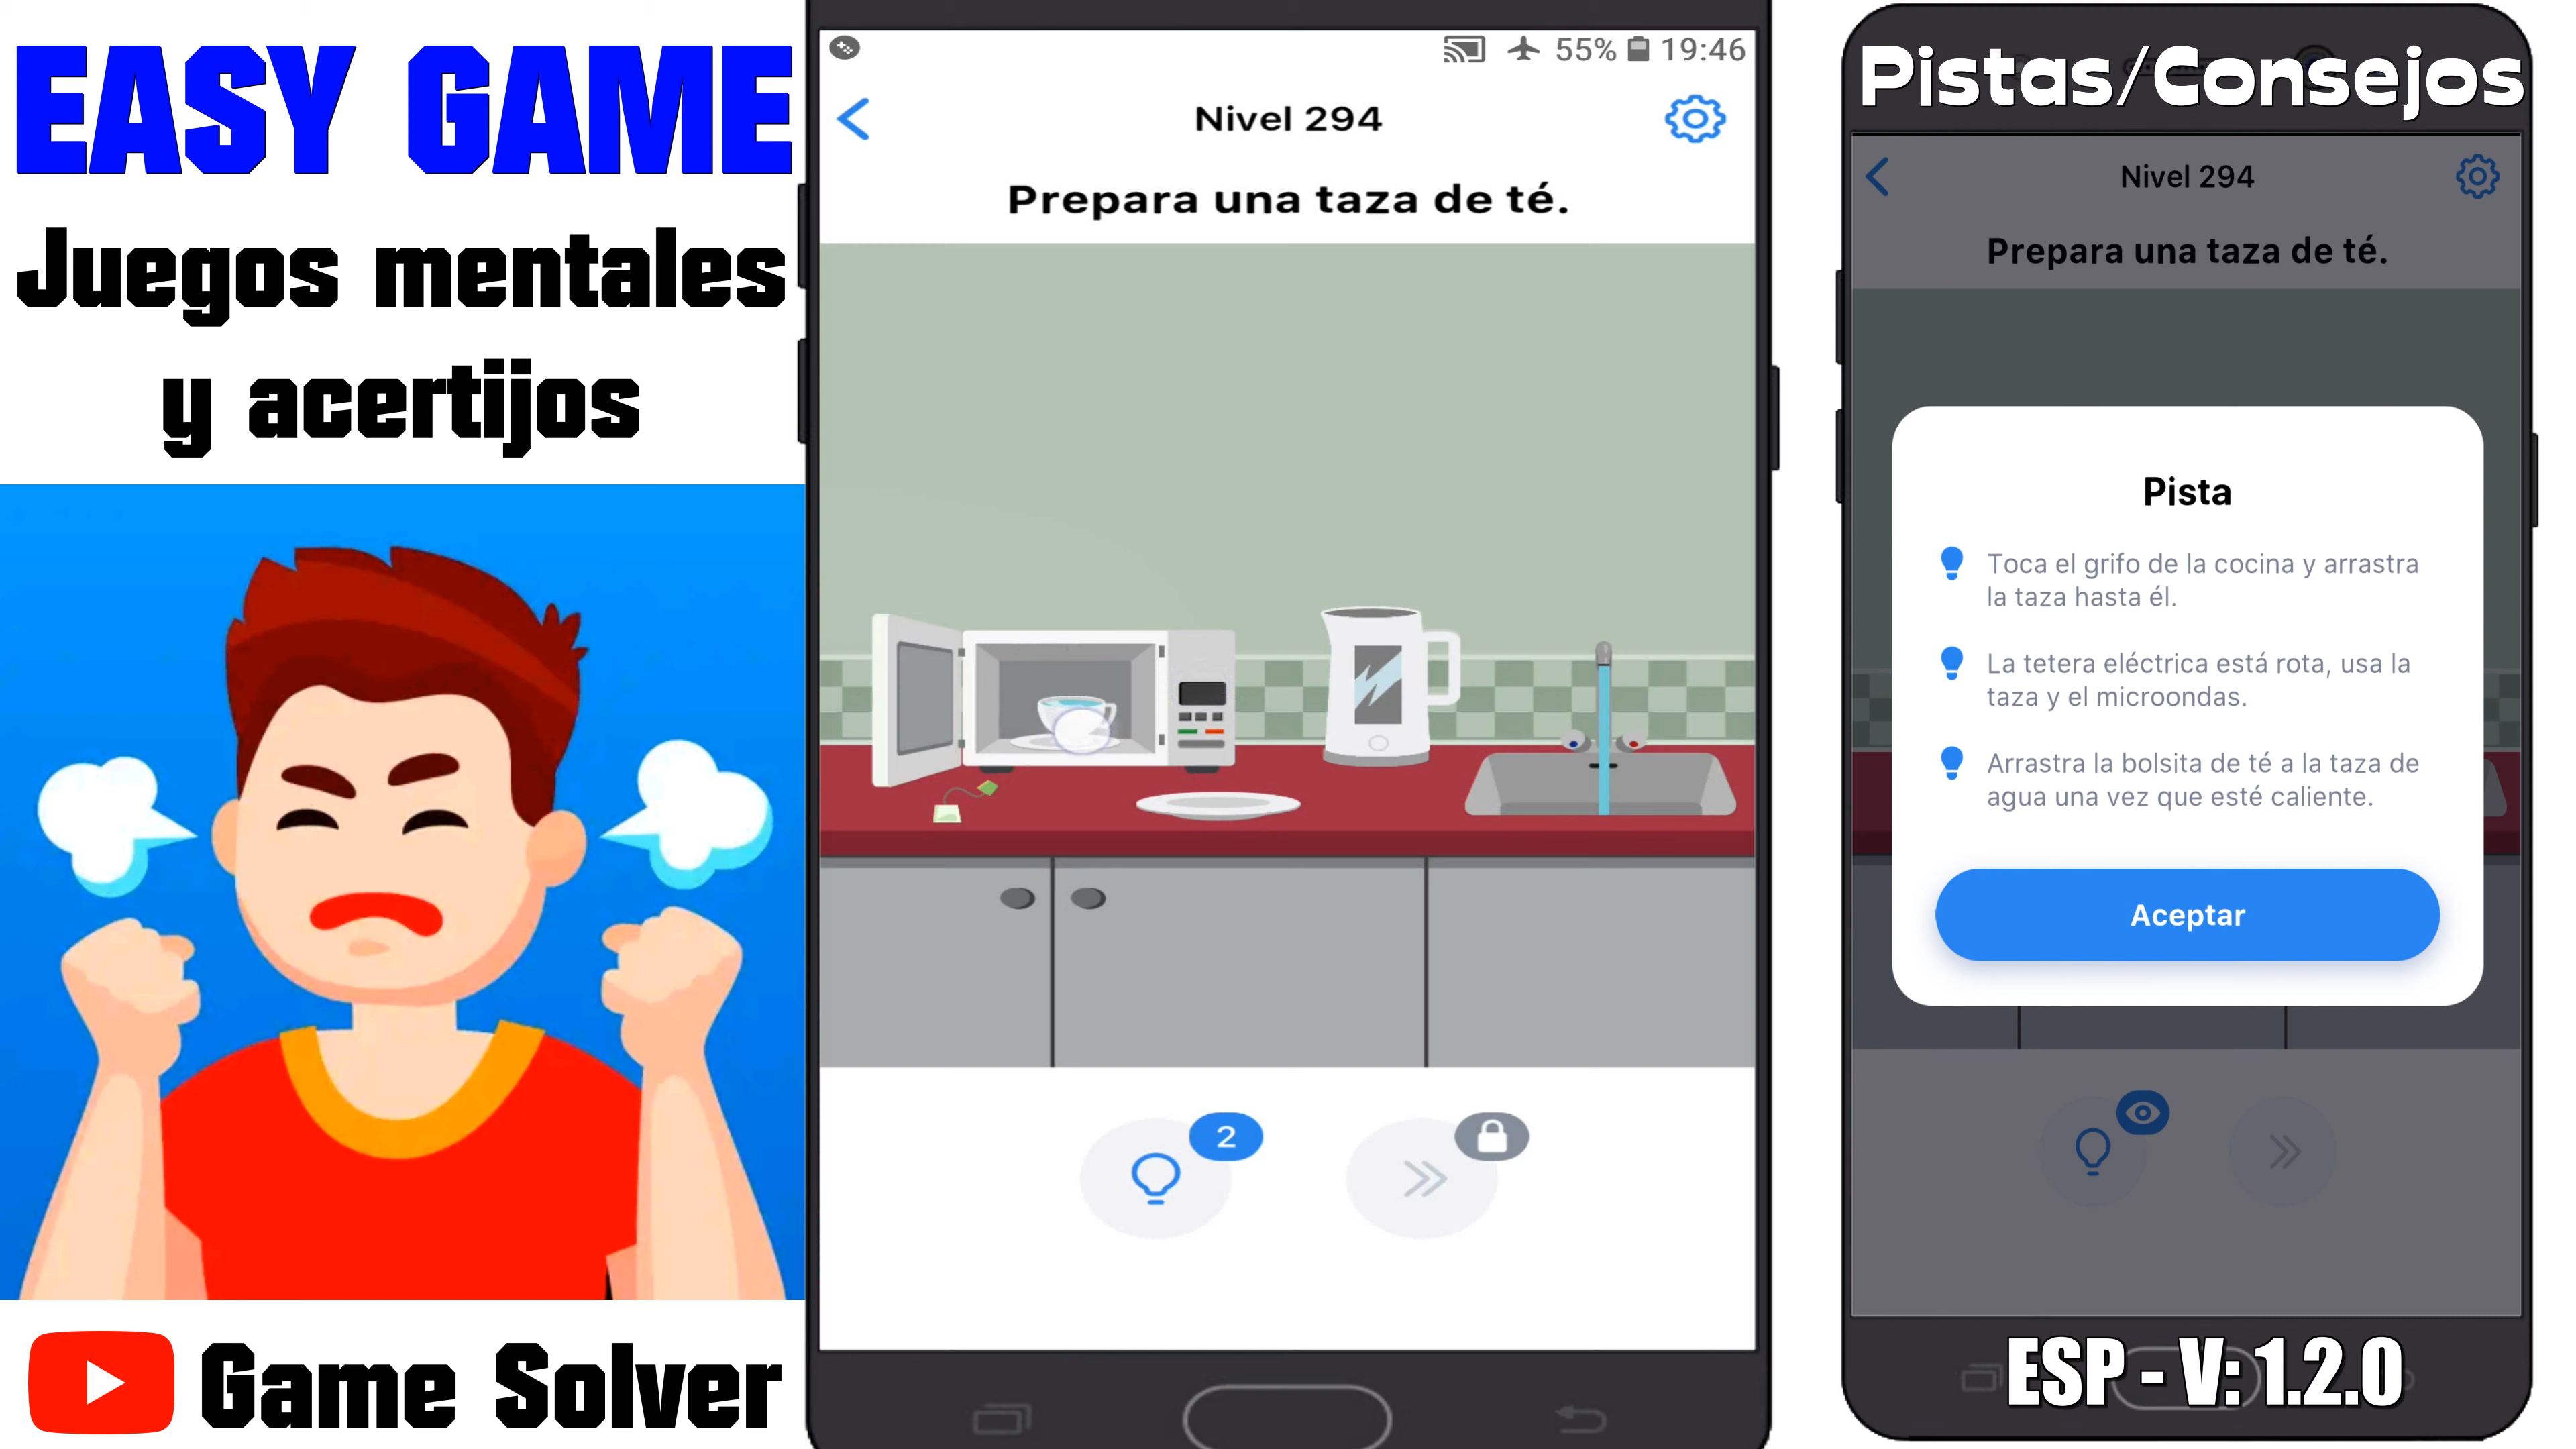 EASY GAME
Juegos mentales
y acertijos
Game Solver
55% 19:46
Nivel 294
Prepara una taza de té.
2
Pistas/Consejos
Nivel 294
Prepara una taza de té.
Pista
Toca el grifo de la cocina y arrastra
la taza hasta él.
La tetera eléctrica está rota, usa la
taza y el microondas.
Arrastra la bolsita de té a la taza de
agua una vez que esté caliente.
Aceptar
ESP - V: 1.2.0